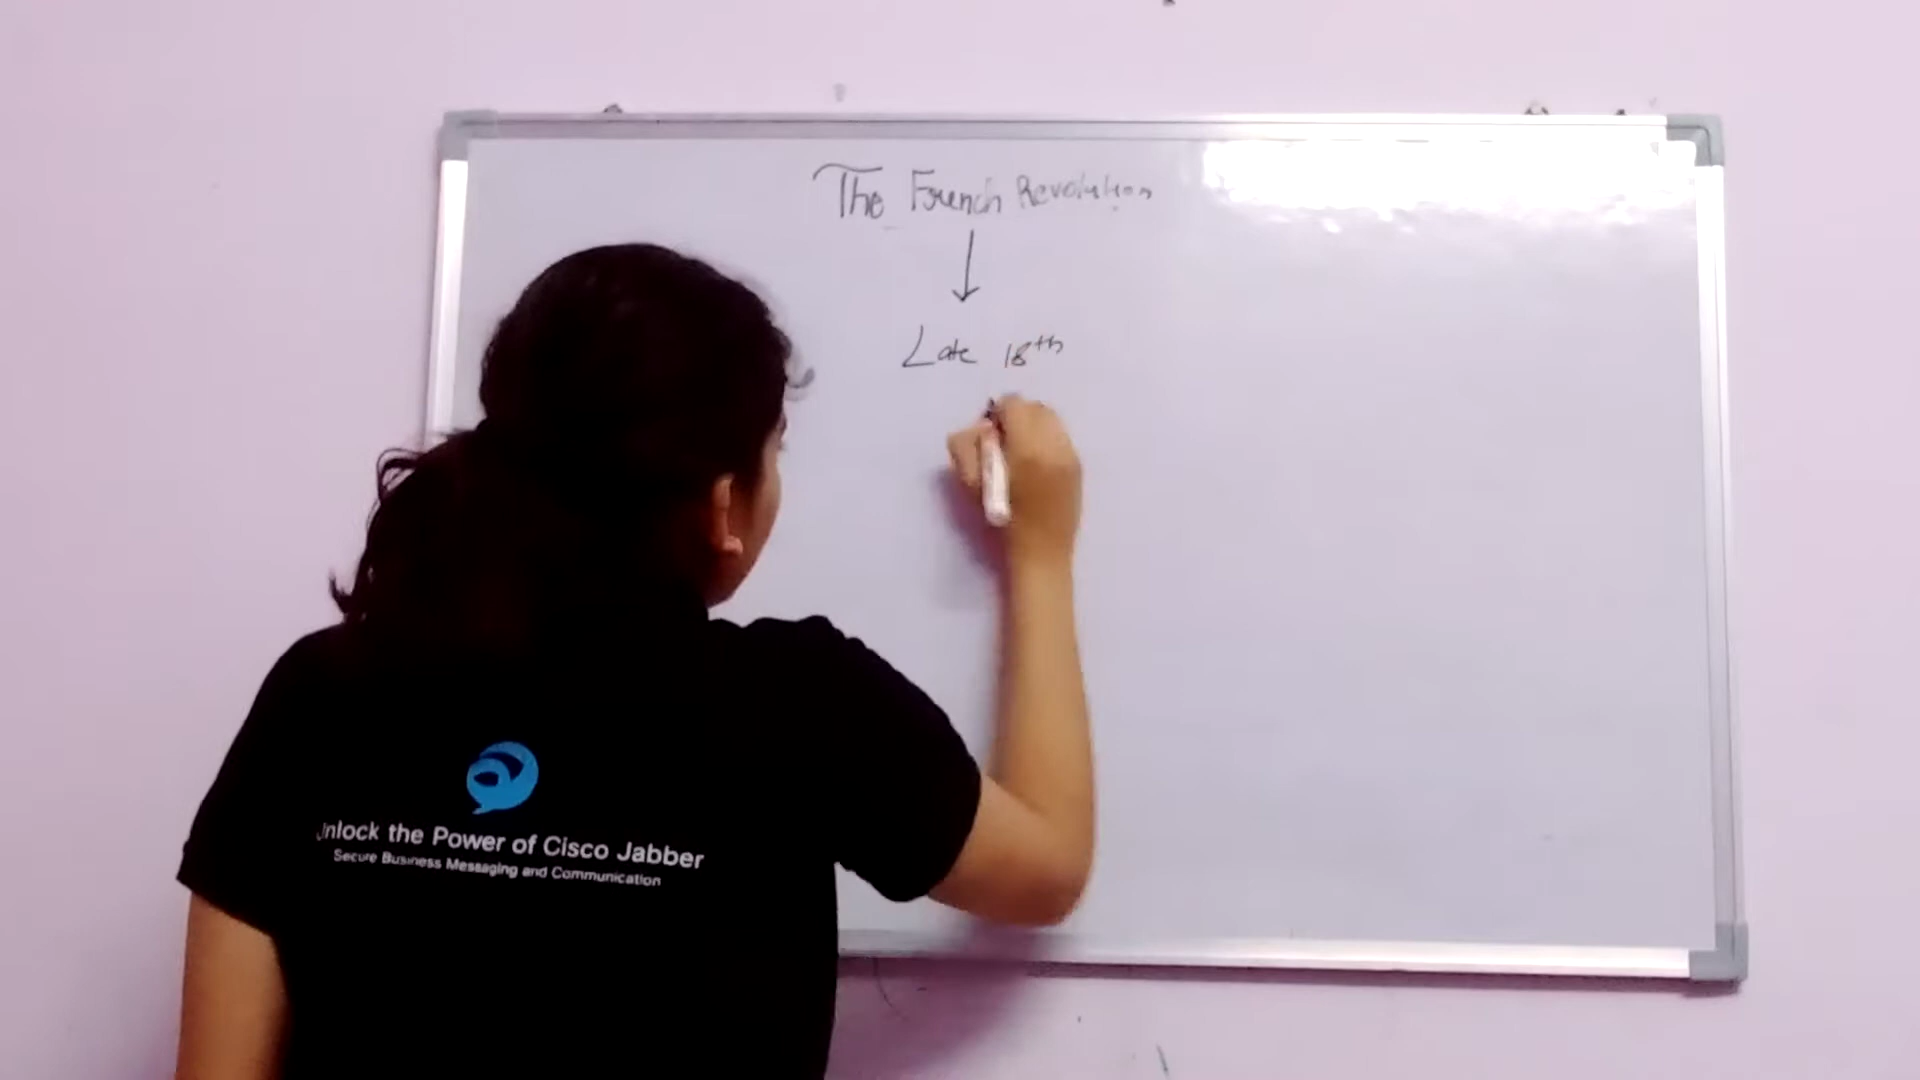 The French Revolution
Late 18th
Unlock the Power of Cisco Jabber
Secure Business Messaging and Communication